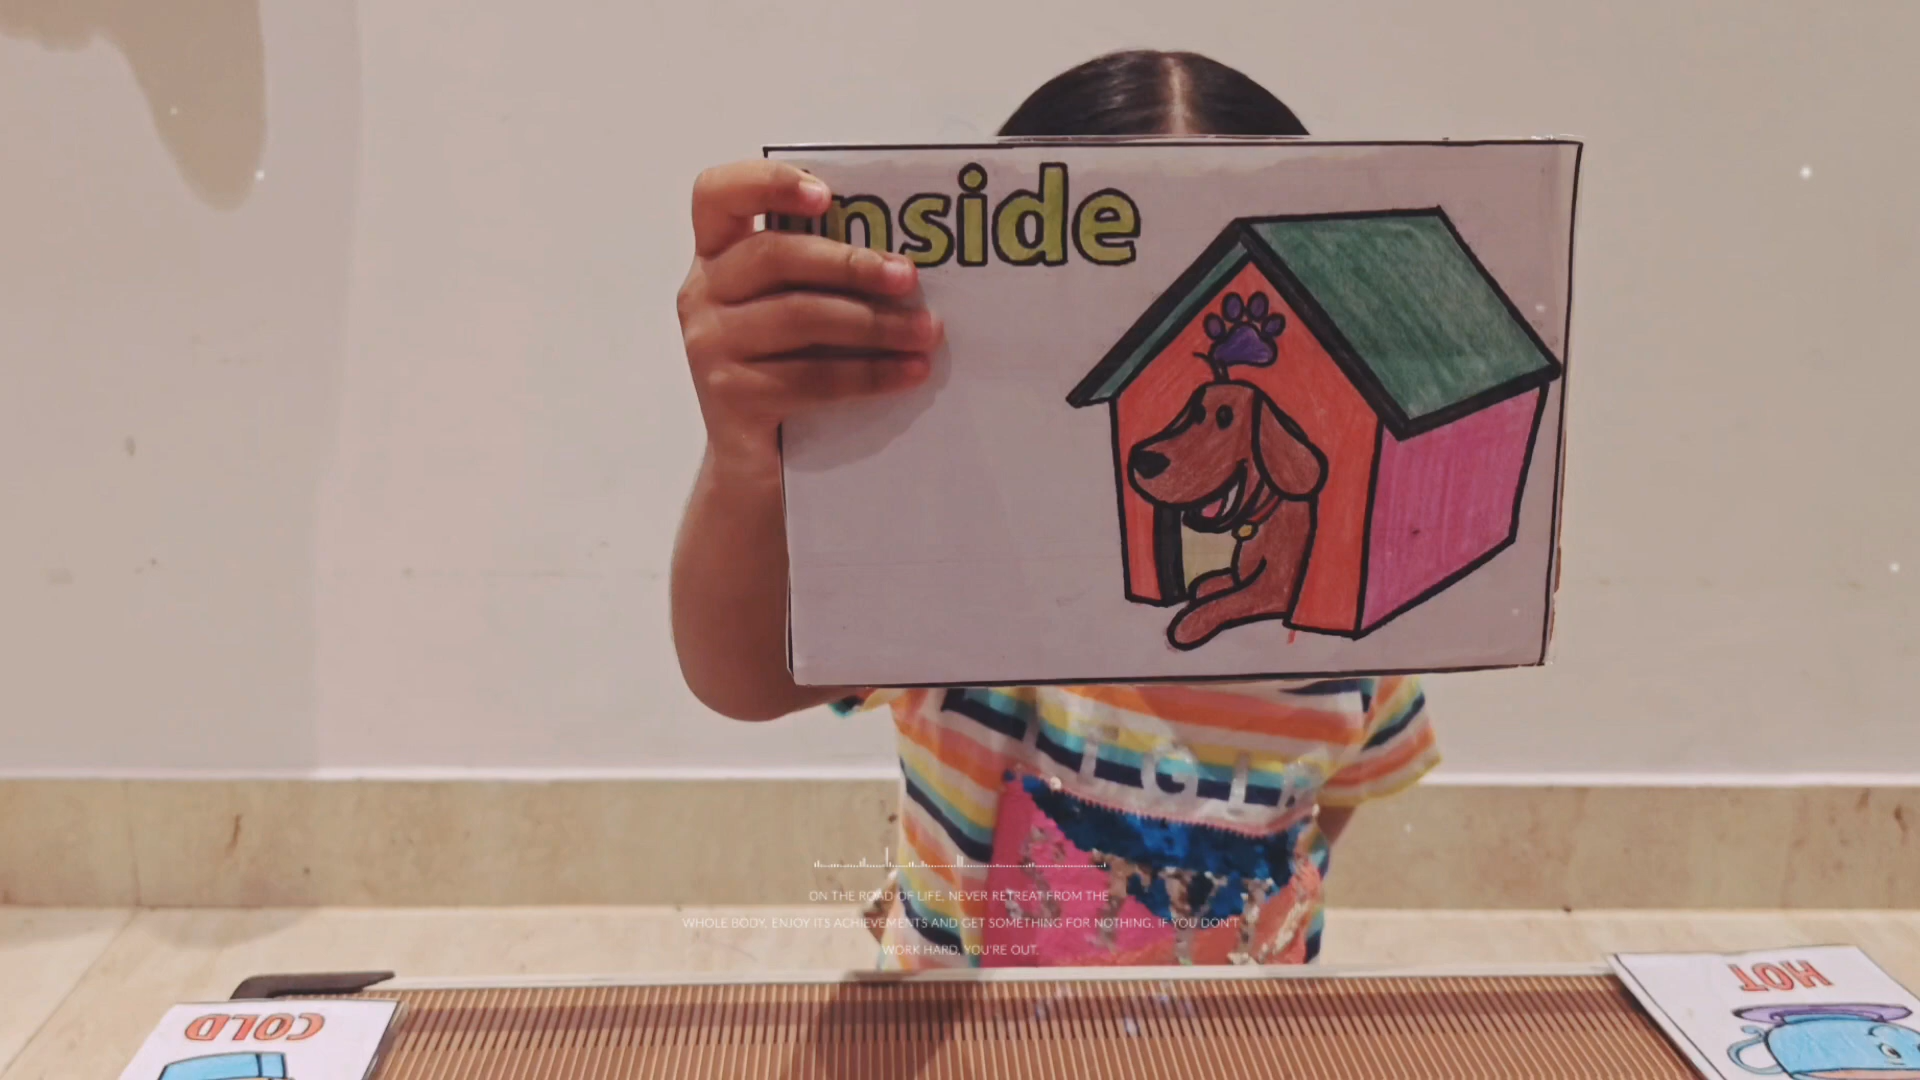 inside
ON THE ROAD OF LIFE, NEVER RETREAT FROM THE
WHOLE BODY, ENJOY ITS ACHIEVEMENTS AND GET SOMETHING FOR NOTHING. IF YOU DON'T
WORK HARD, YOU'RE OUT.
COLD
HOT